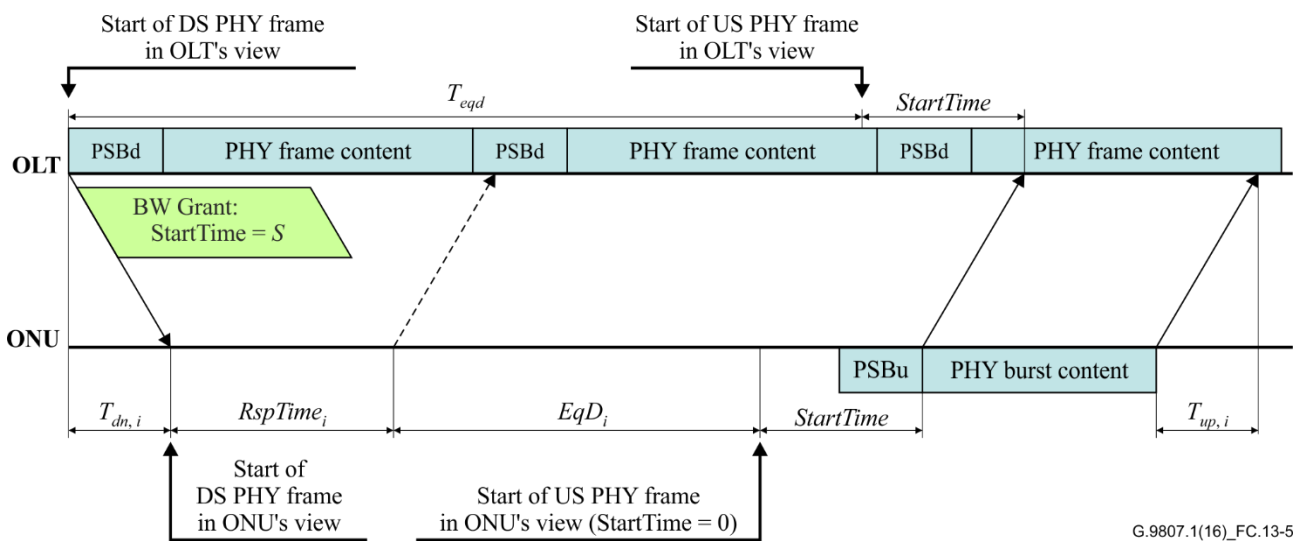 Start of DS PHY frame
in OLT's view
Start of US PHY frame
in OLT's view
T_eqd
StartTime
OLT
PSBd
PHY frame content
PSBd
PHY frame content
PSBd
PHY frame content
BW Grant:
StartTime = S
ONU
PSBu
PHY burst content
T_dn, i
RspTime_i
EqD_i
StartTime
T_up, i
Start of
DS PHY frame
in ONU's view
Start of US PHY frame
in ONU's view (StartTime = 0)
G.9807.1(16)_FC.13-5